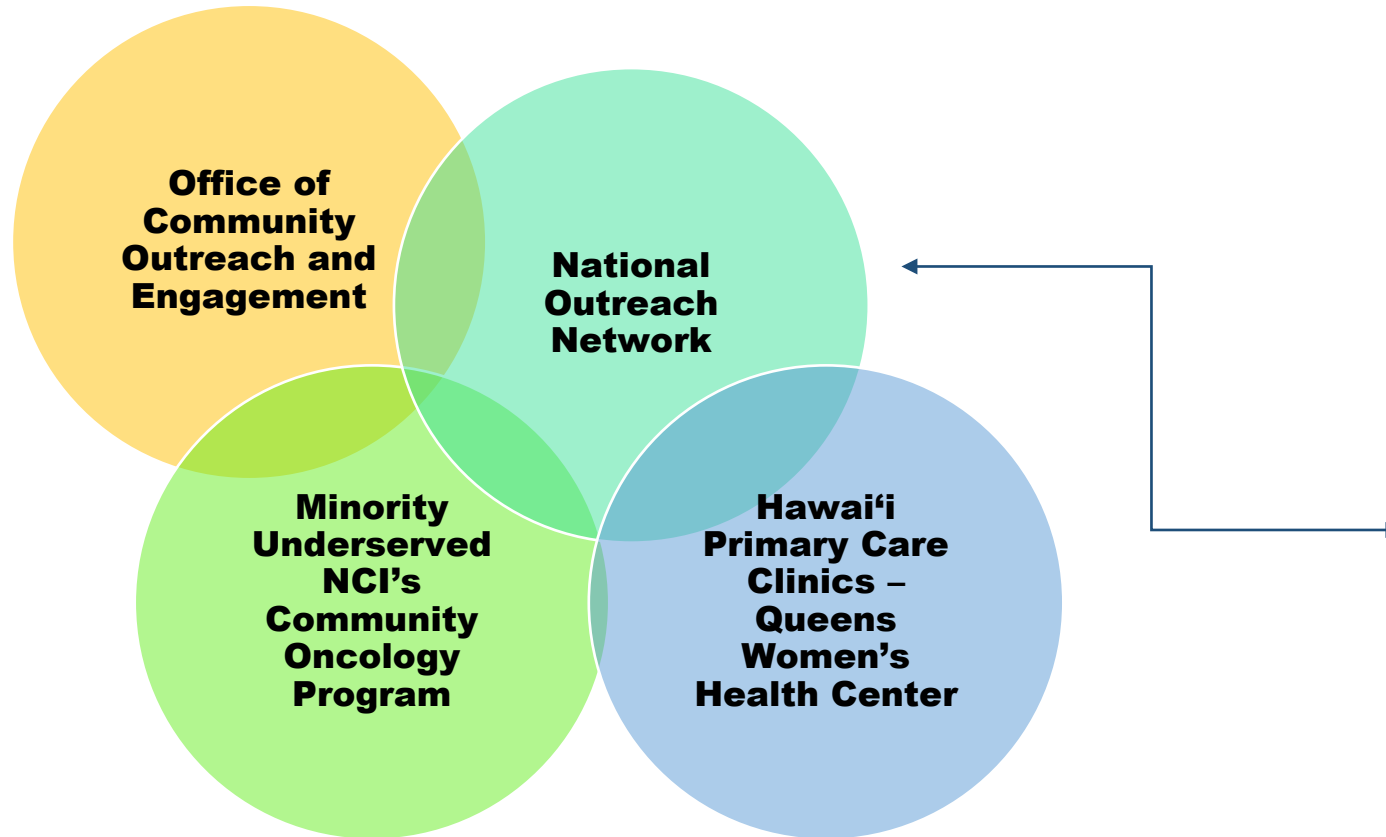 Office of
Community
Outreach and
Engagement
National
Outreach
Network
Minority
Underserved
NCI’s
Community
Oncology
Program
Hawai‘i
Primary Care
Clinics –
Queens
Women’s
Health Center